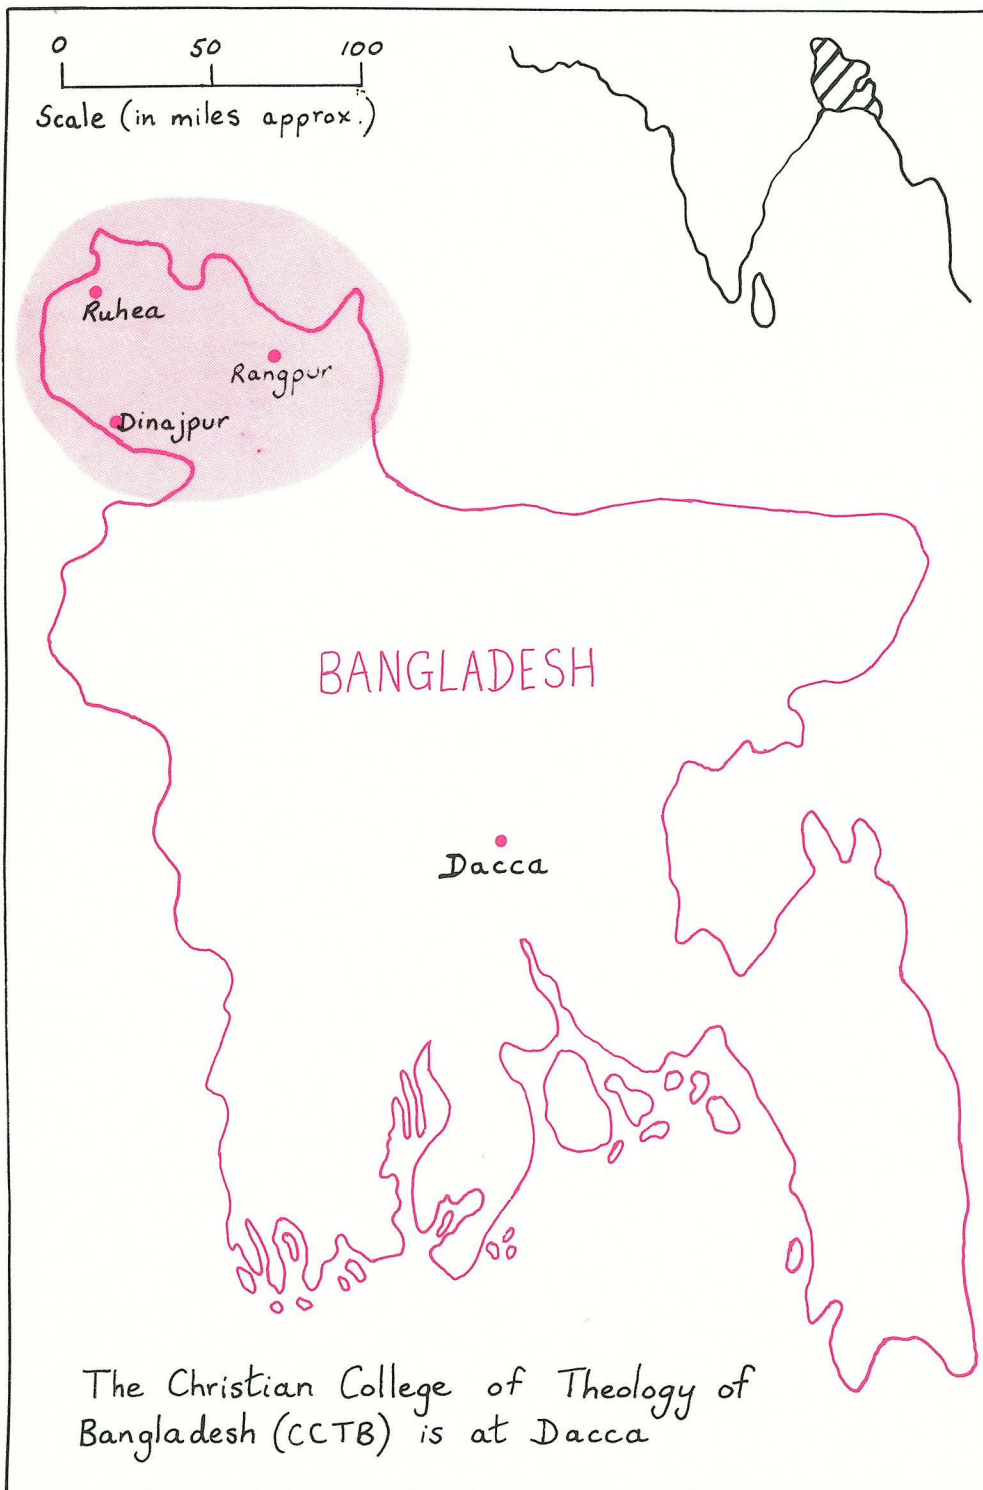 0 50 100
Scale (in miles approx.)
Ruhea
Rangpur
Dinajpur
BANGLADESH
Dacca
The Christian College of Theology of
Bangladesh (CCTB) is at Dacca